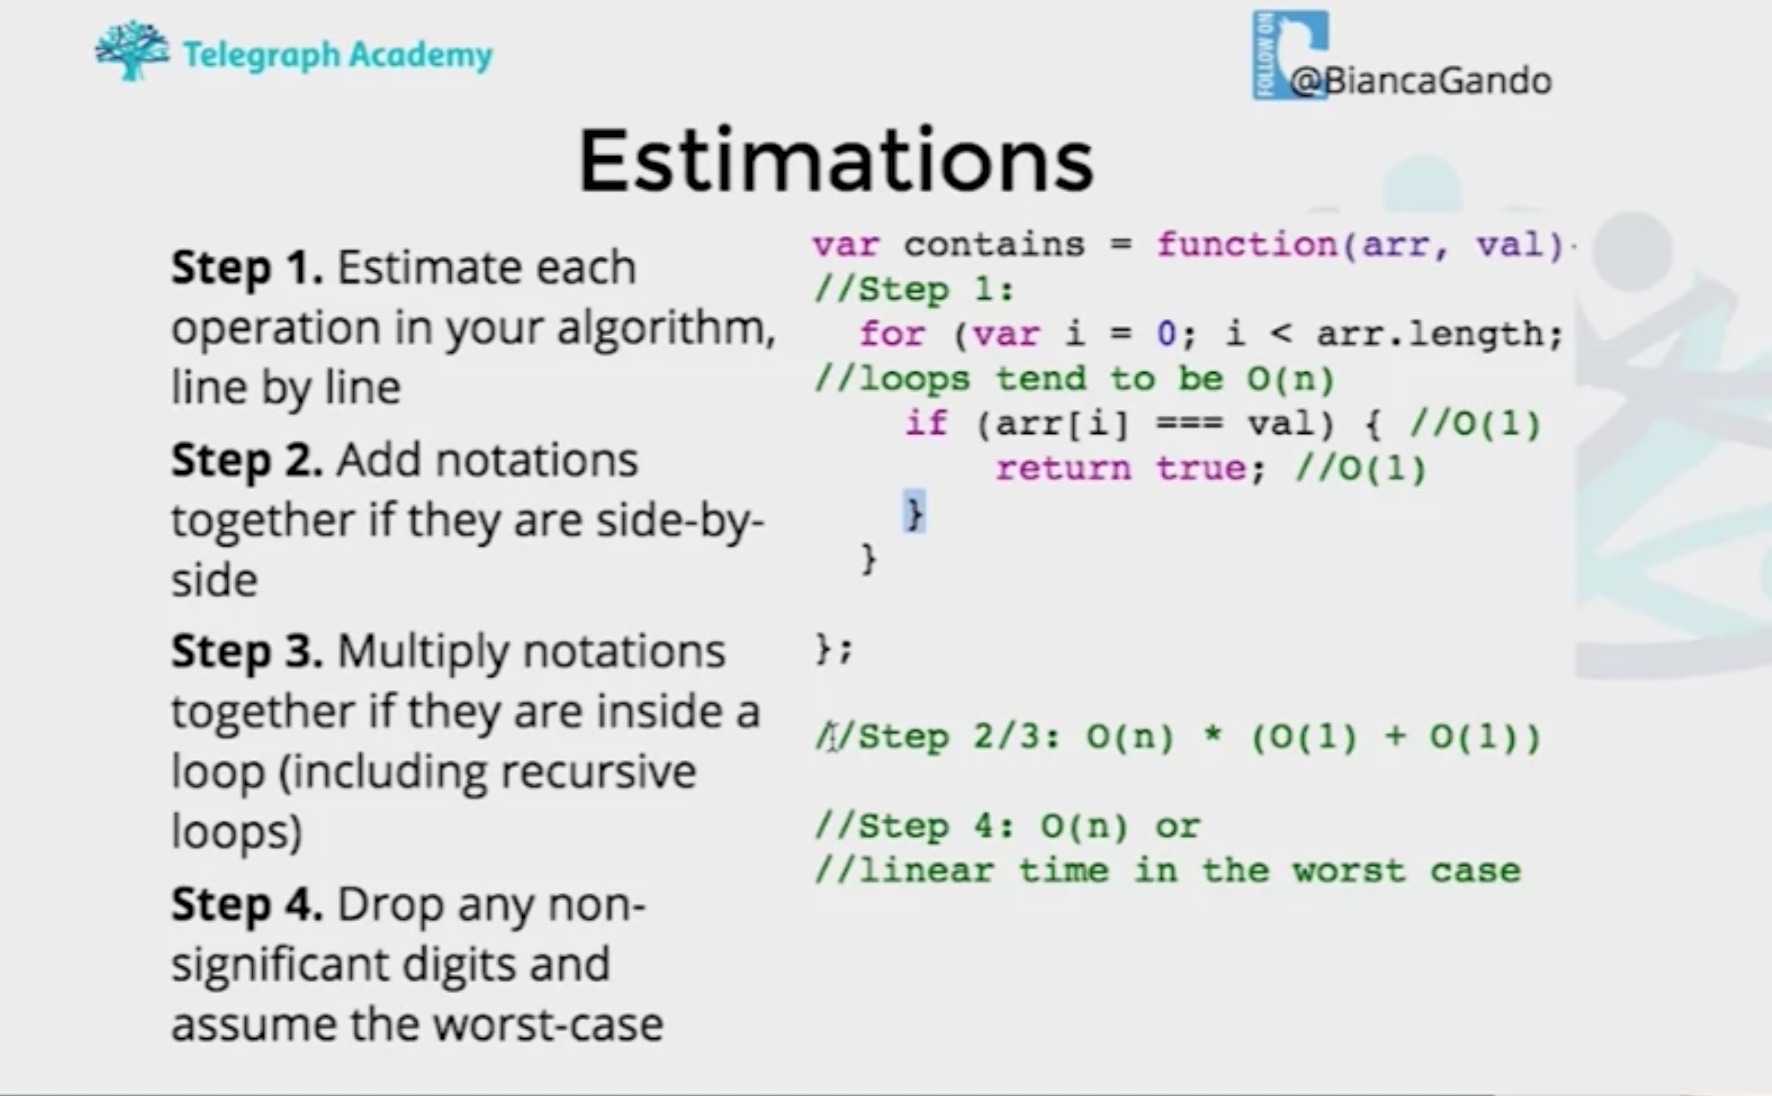 Telegraph Academy
FOLLOW ON
@BiancaGando
Estimations
Step 1. Estimate each
operation in your algorithm,
line by line
Step 2. Add notations
together if they are side-by-
side
Step 3. Multiply notations
together if they are inside a
loop (including recursive
loops)
Step 4. Drop any non-
significant digits and
assume the worst-case
var contains = function(arr, val)
//Step 1:
for (var i = 0; i < arr.length;
//loops tend to be O(n)
if (arr[i] === val) { //O(1)
return true; //O(1)
}
}
};
//Step 2/3: O(n) * (O(1) + O(1))
//Step 4: O(n) or
//linear time in the worst case